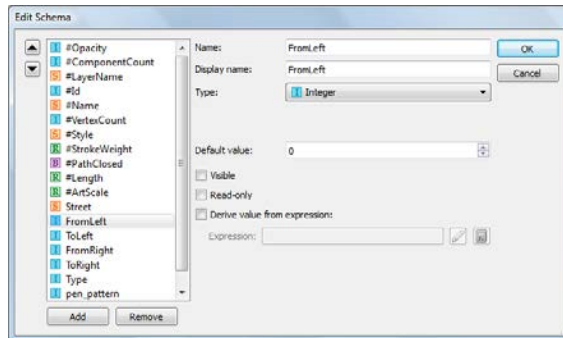 Edit Schema
I #Opacity
I #ComponentCount
S #LayerName
I #Id
S #Name
I #VertexCount
S #Style
R #StrokeWeight
B #PathClosed
R #Length
R #ArtScale
S Street
I FromLeft
I ToLeft
I FromRight
I ToRight
I Type
I pen_pattern
Add Remove
Name: FromLeft
Display name: FromLeft
Type: I Integer
Default value: 0
Visible
Read-only
Derive value from expression:
Expression:
OK
Cancel